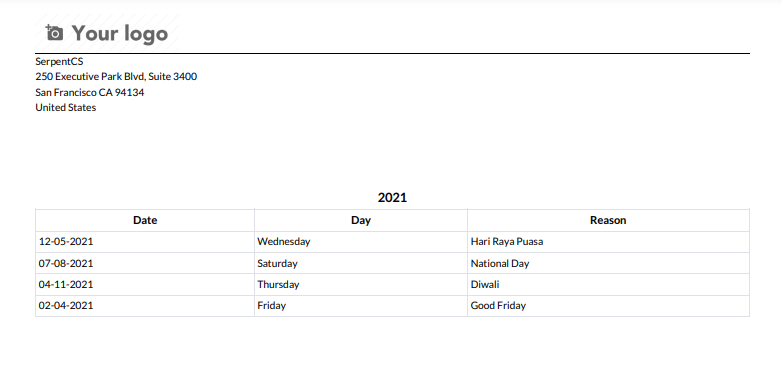 Your logo
SerpentCS
250 Executive Park Blvd, Suite 3400
San Francisco CA 94134
United States
2021
Date Day Reason
12-05-2021 Wednesday Hari Raya Puasa
07-08-2021 Saturday National Day
04-11-2021 Thursday Diwali
02-04-2021 Friday Good Friday